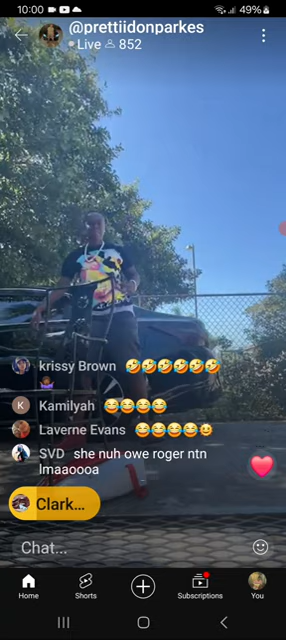 10:00
49%
@prettiidonparkes
Live 852
krissy Brown 🤣🤣🤣🤣🤣🤣
🤷🏾‍♀️
Kamilyah 😂😂😂😂
K
Laverne Evans 😂😂😂😂😃
SVD she nuh owe roger ntn
lmaaoooa
Clark...
Chat...
Home
Shorts
Subscriptions
You